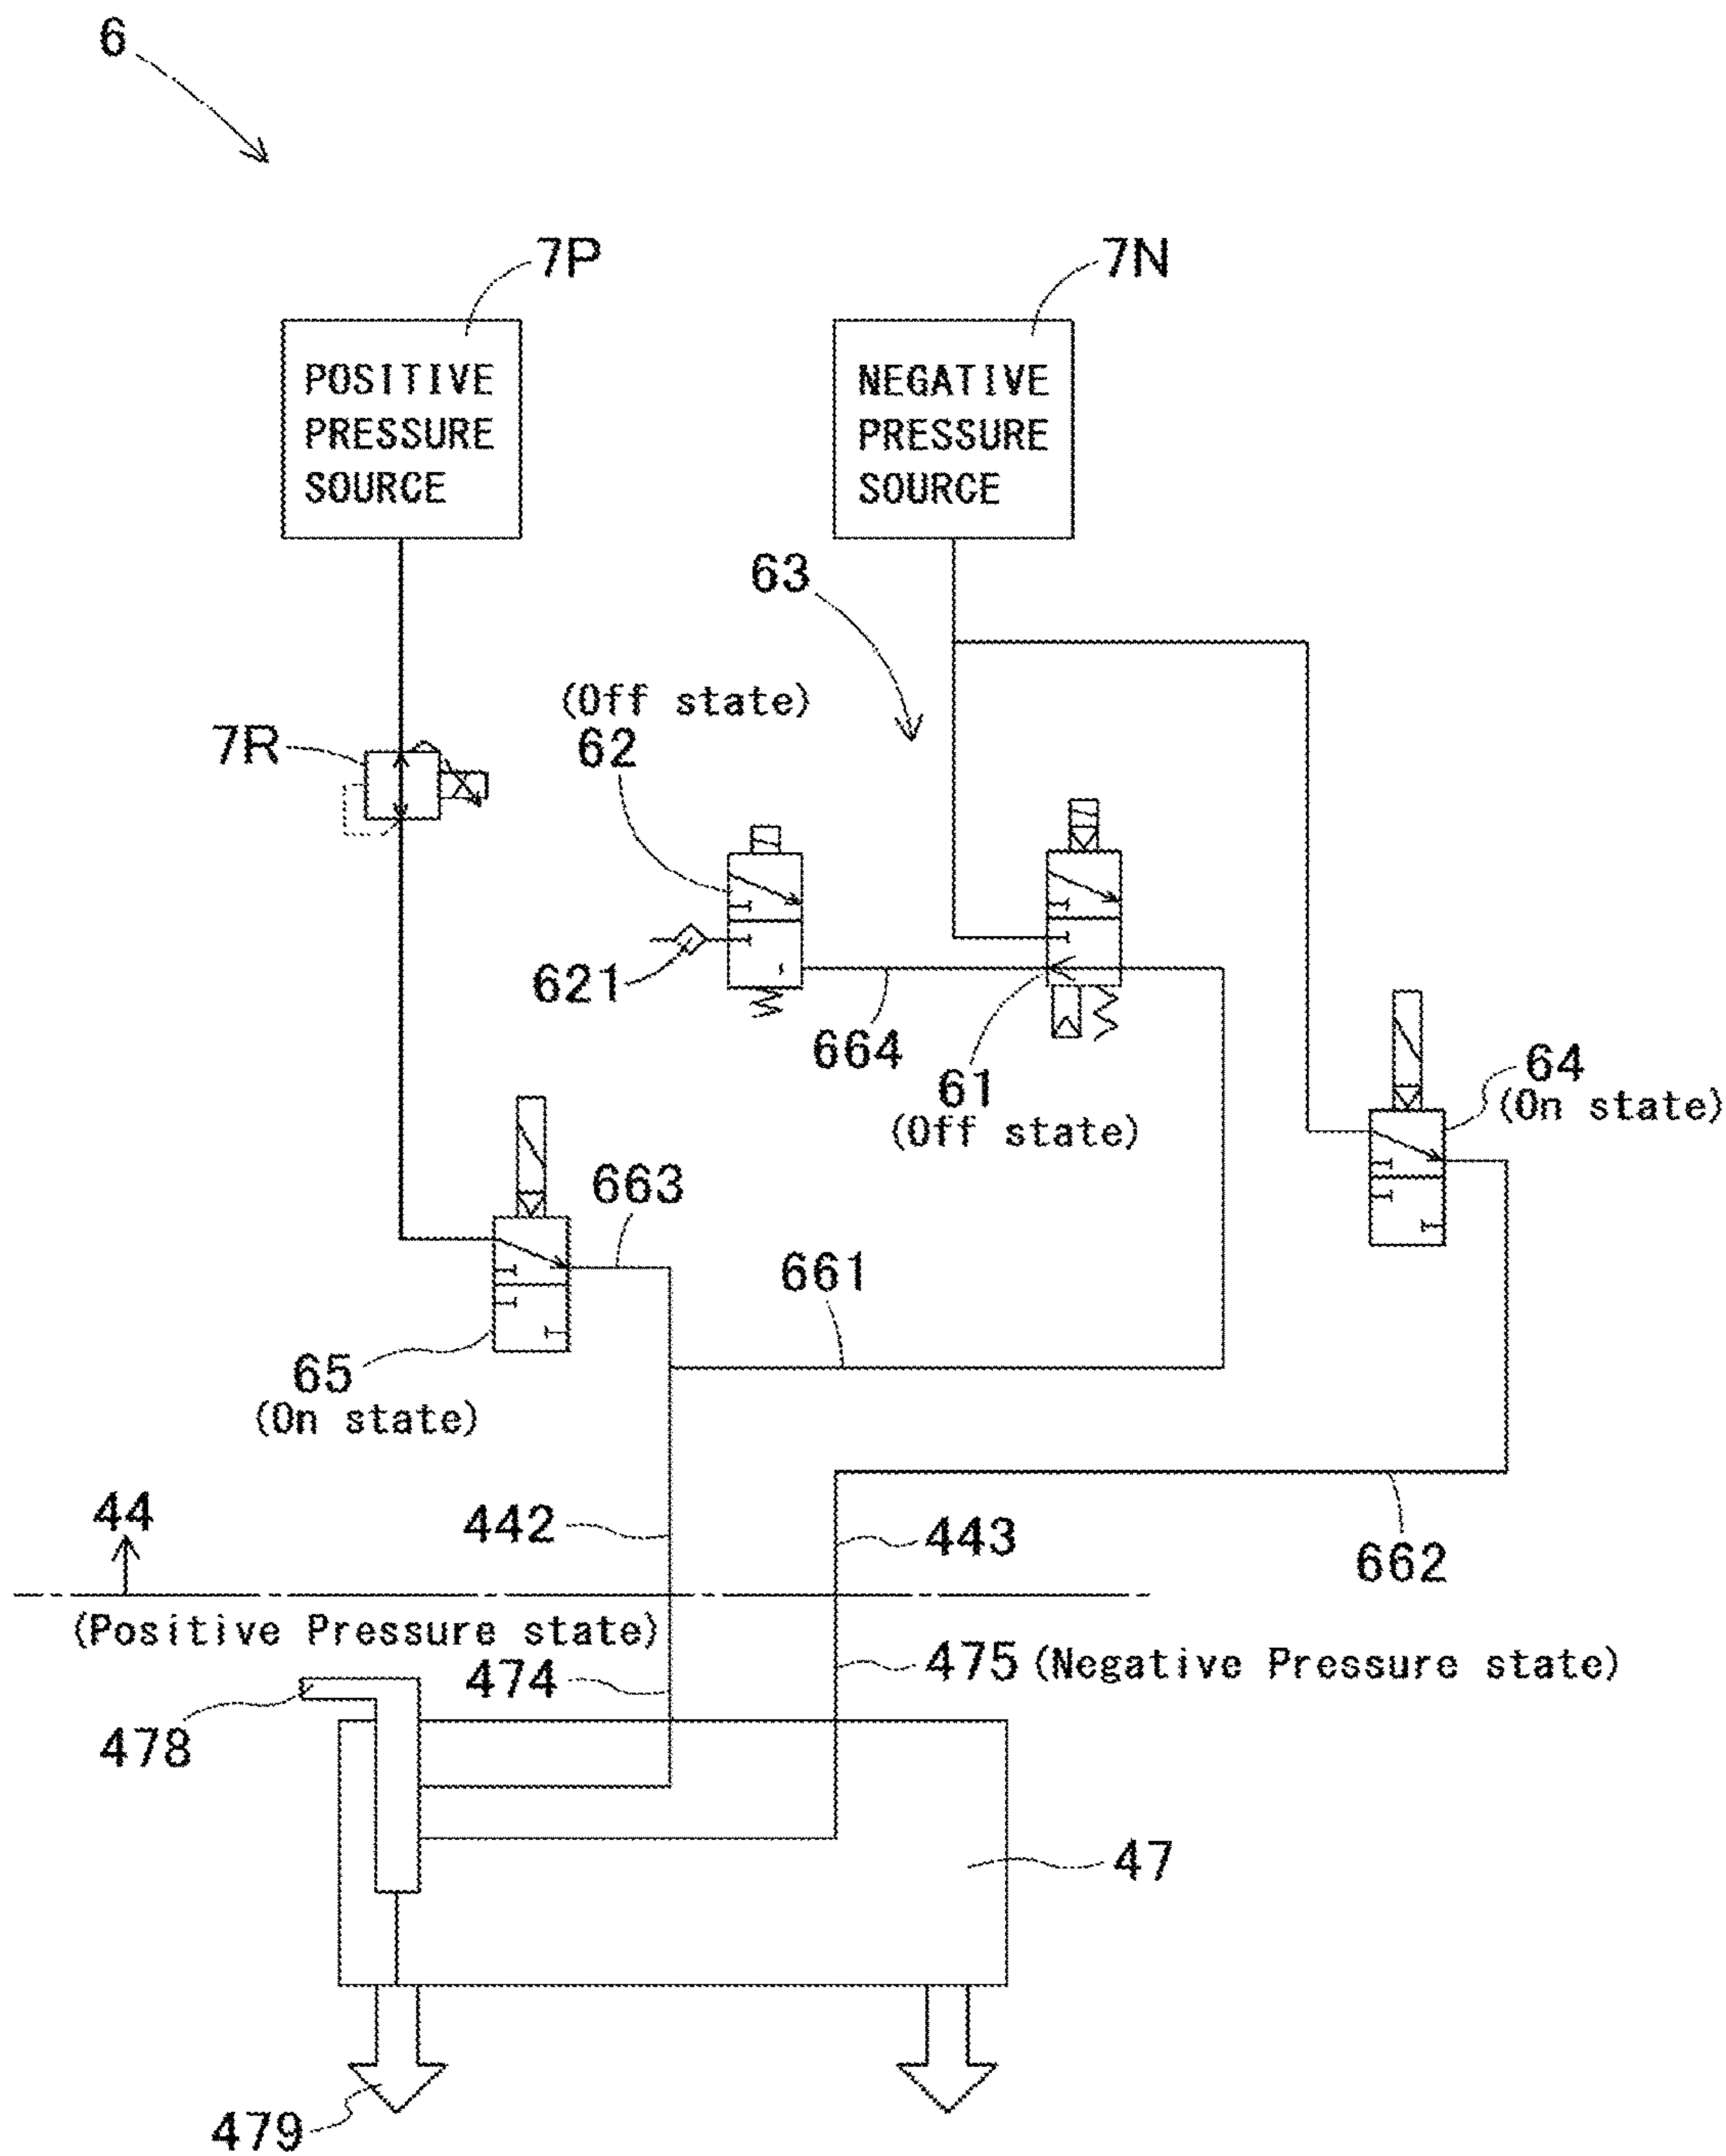 6
7P
7N
POSITIVE
PRESSURE
SOURCE
NEGATIVE
PRESSURE
SOURCE
63
(Off state)
62
7R
621
664
61
(Off state)
64
(On state)
663
661
65
(On state)
44
442
443
662
(Positive Pressure state)
474
475 (Negative Pressure state)
478
47
479